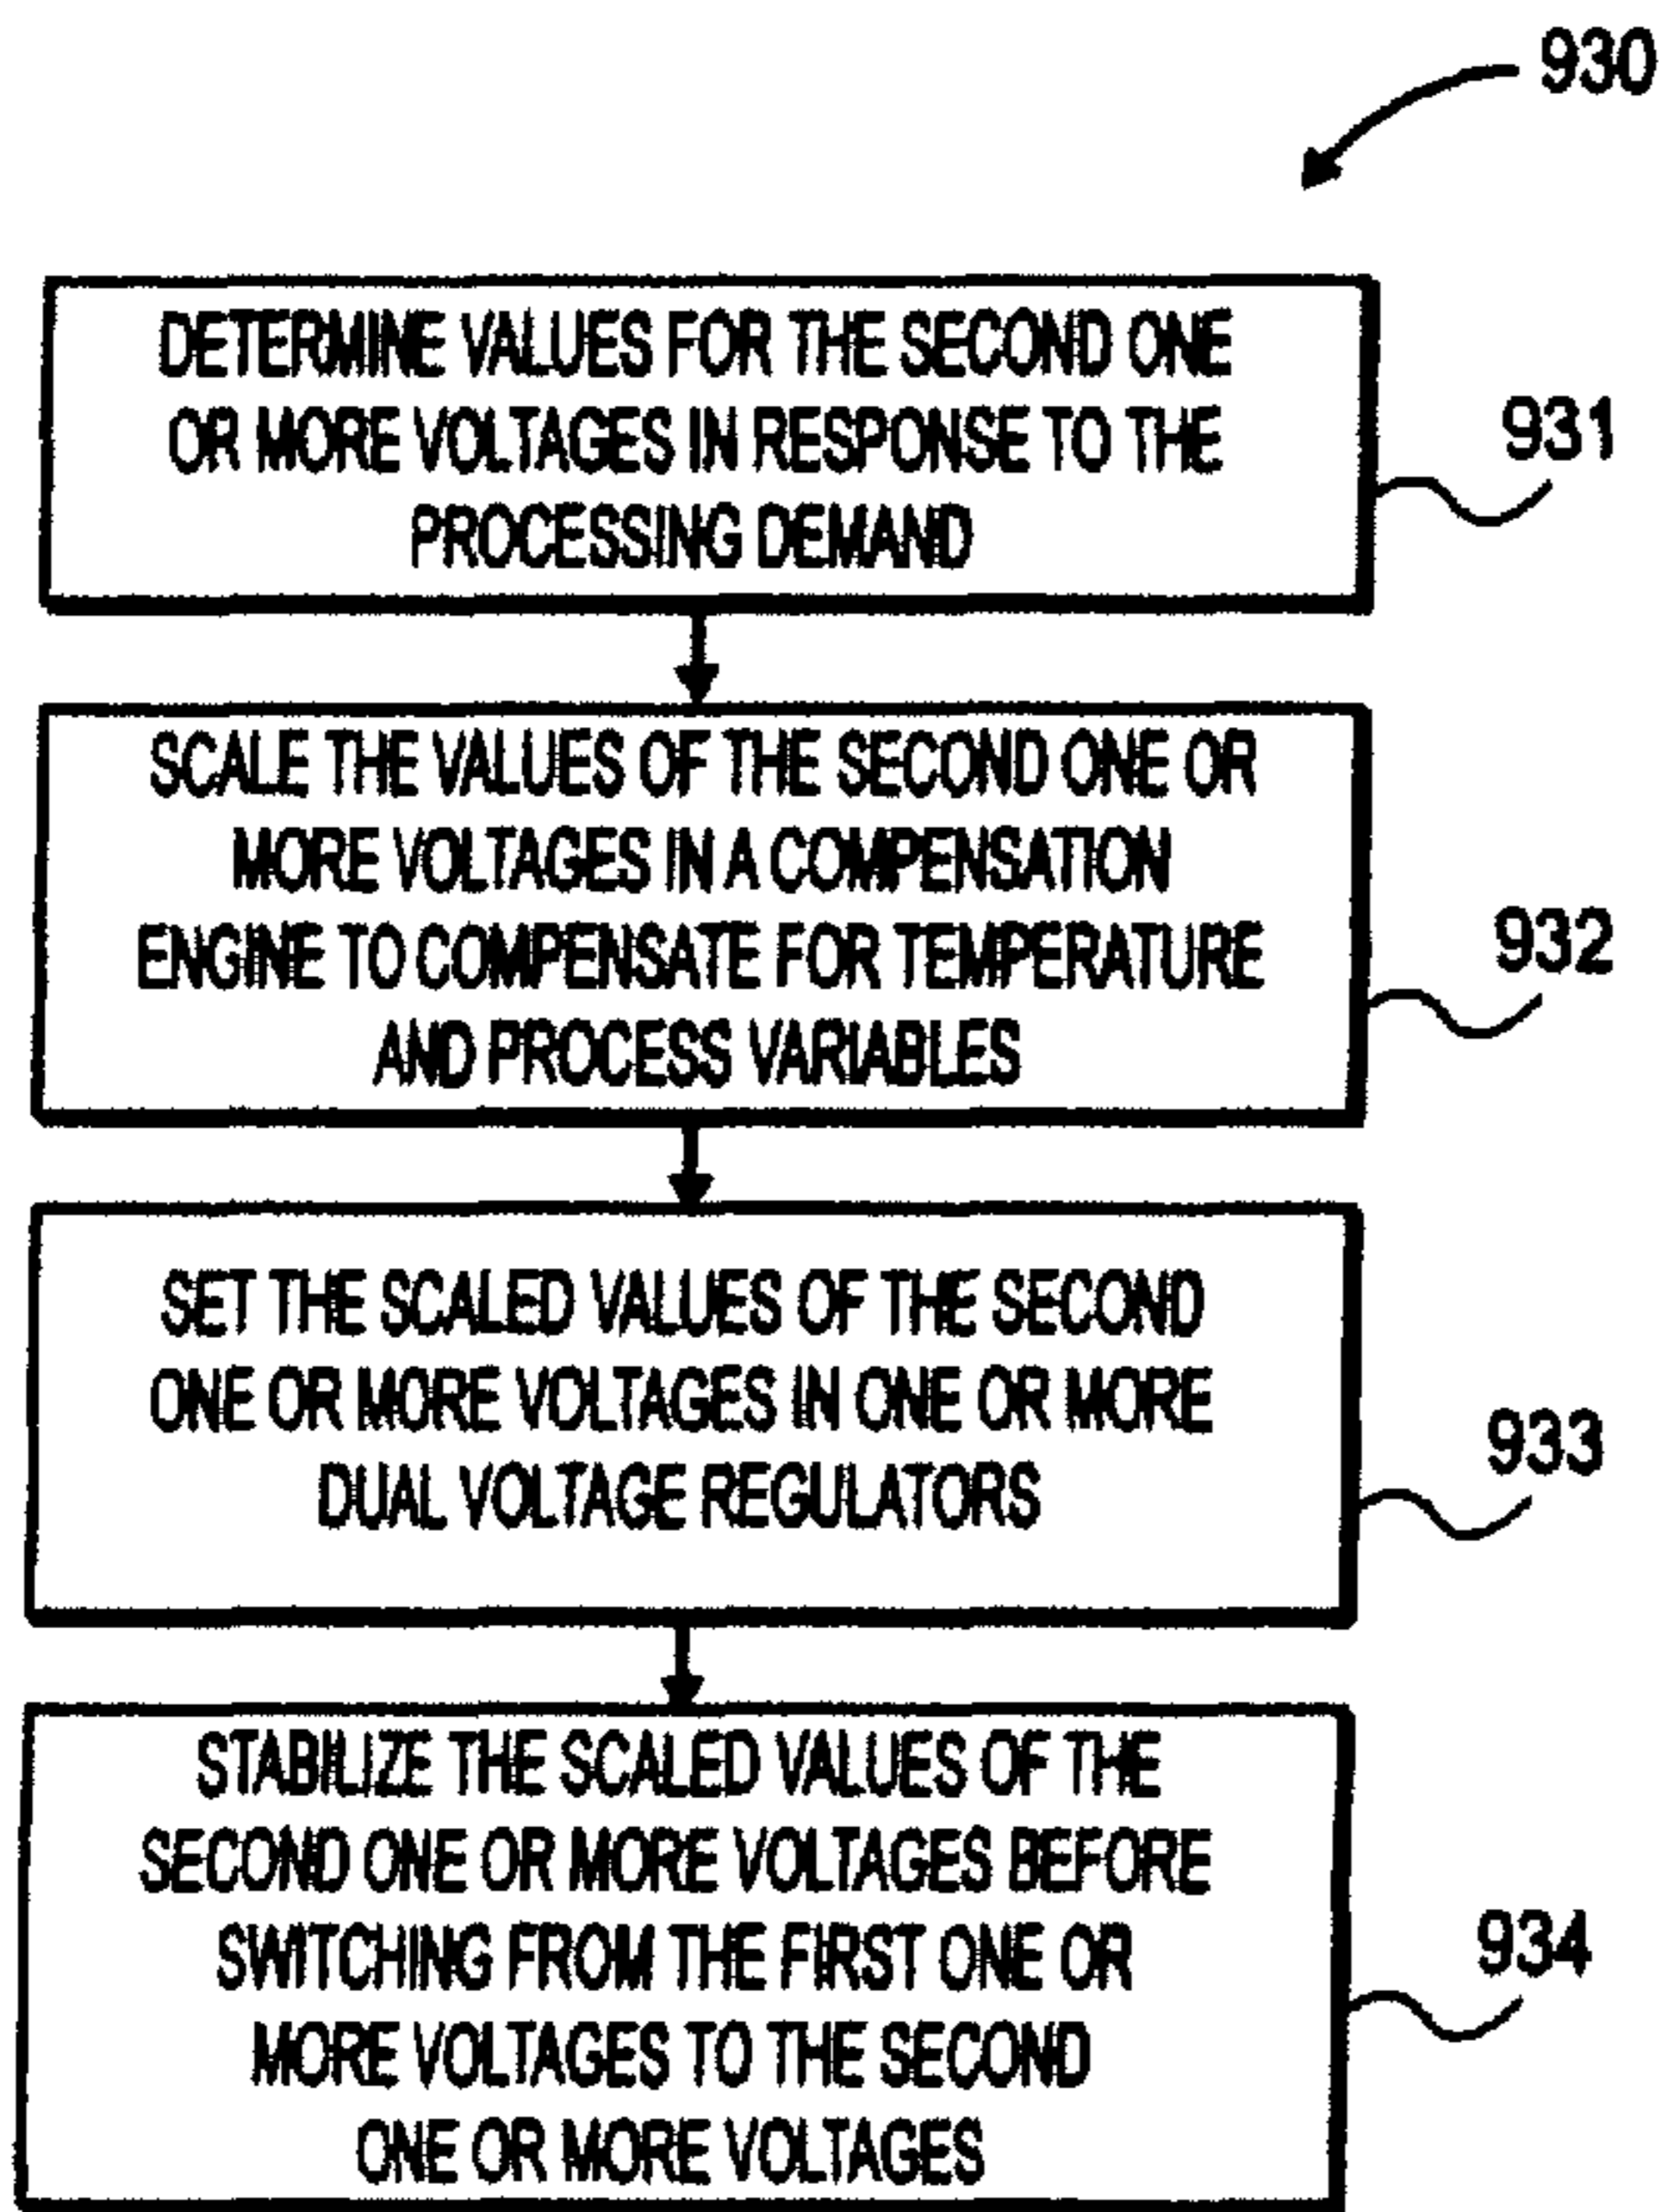 930
DETERMINE VALUES FOR THE SECOND ONE
OR MORE VOLTAGES IN RESPONSE TO THE
PROCESSING DEMAND
931
SCALE THE VALUES OF THE SECOND ONE OR
MORE VOLTAGES IN A COMPENSATION
ENGINE TO COMPENSATE FOR TEMPERATURE
AND PROCESS VARIABLES
932
SET THE SCALED VALUES OF THE SECOND
ONE OR MORE VOLTAGES IN ONE OR MORE
DUAL VOLTAGE REGULATORS
933
STABILIZE THE SCALED VALUES OF THE
SECOND ONE OR MORE VOLTAGES BEFORE
SWITCHING FROM THE FIRST ONE OR
MORE VOLTAGES TO THE SECOND
ONE OR MORE VOLTAGES
934